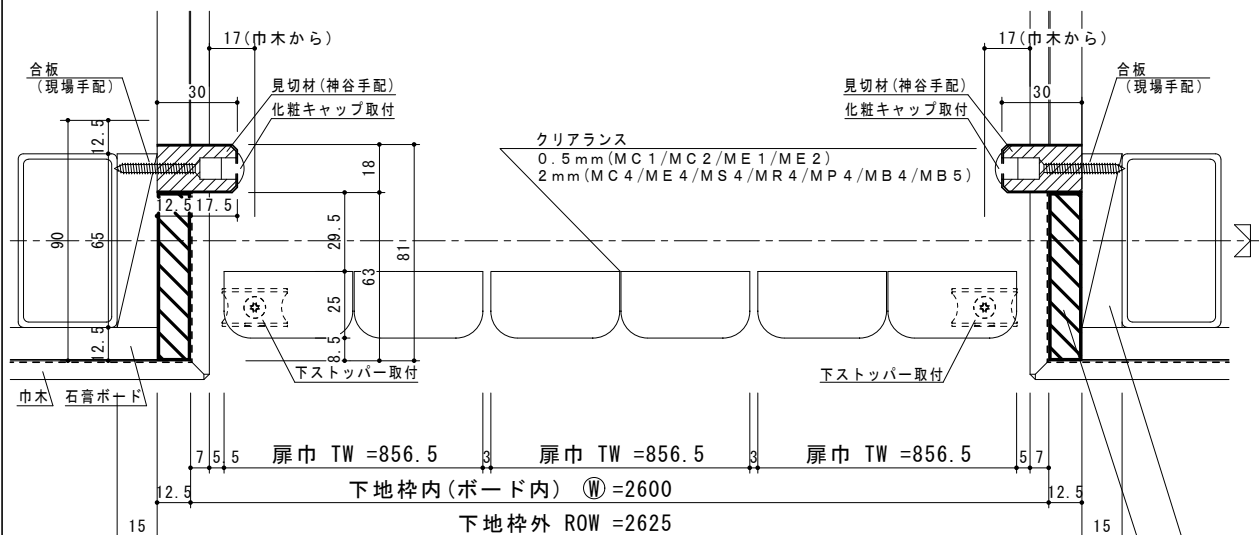 17(巾木から)
17(巾木から)
合板
(現場手配)
30
見切材(神谷手配)
化粧キャップ取付
見切材(神谷手配)
化粧キャップ取付
30
合板
(現場手配)
クリアランス
0.5mm(MC1/MC2/ME1/ME2)
2mm(MC4/ME4/MS4/MR4/MP4/MB4/MB5)
12.5
90
65
12.5
12.5
17.5
18
29.5
63
81
25
8.5
下ストッパー取付
下ストッパー取付
巾木
石膏ボード
7
5
5
扉巾 TW =856.5
3
扉巾 TW =856.5
3
扉巾 TW =856.5
5
7
12.5
下地枠内(ボード内) Ⓦ =2600
12.5
15
下地枠外 ROW =2625
15